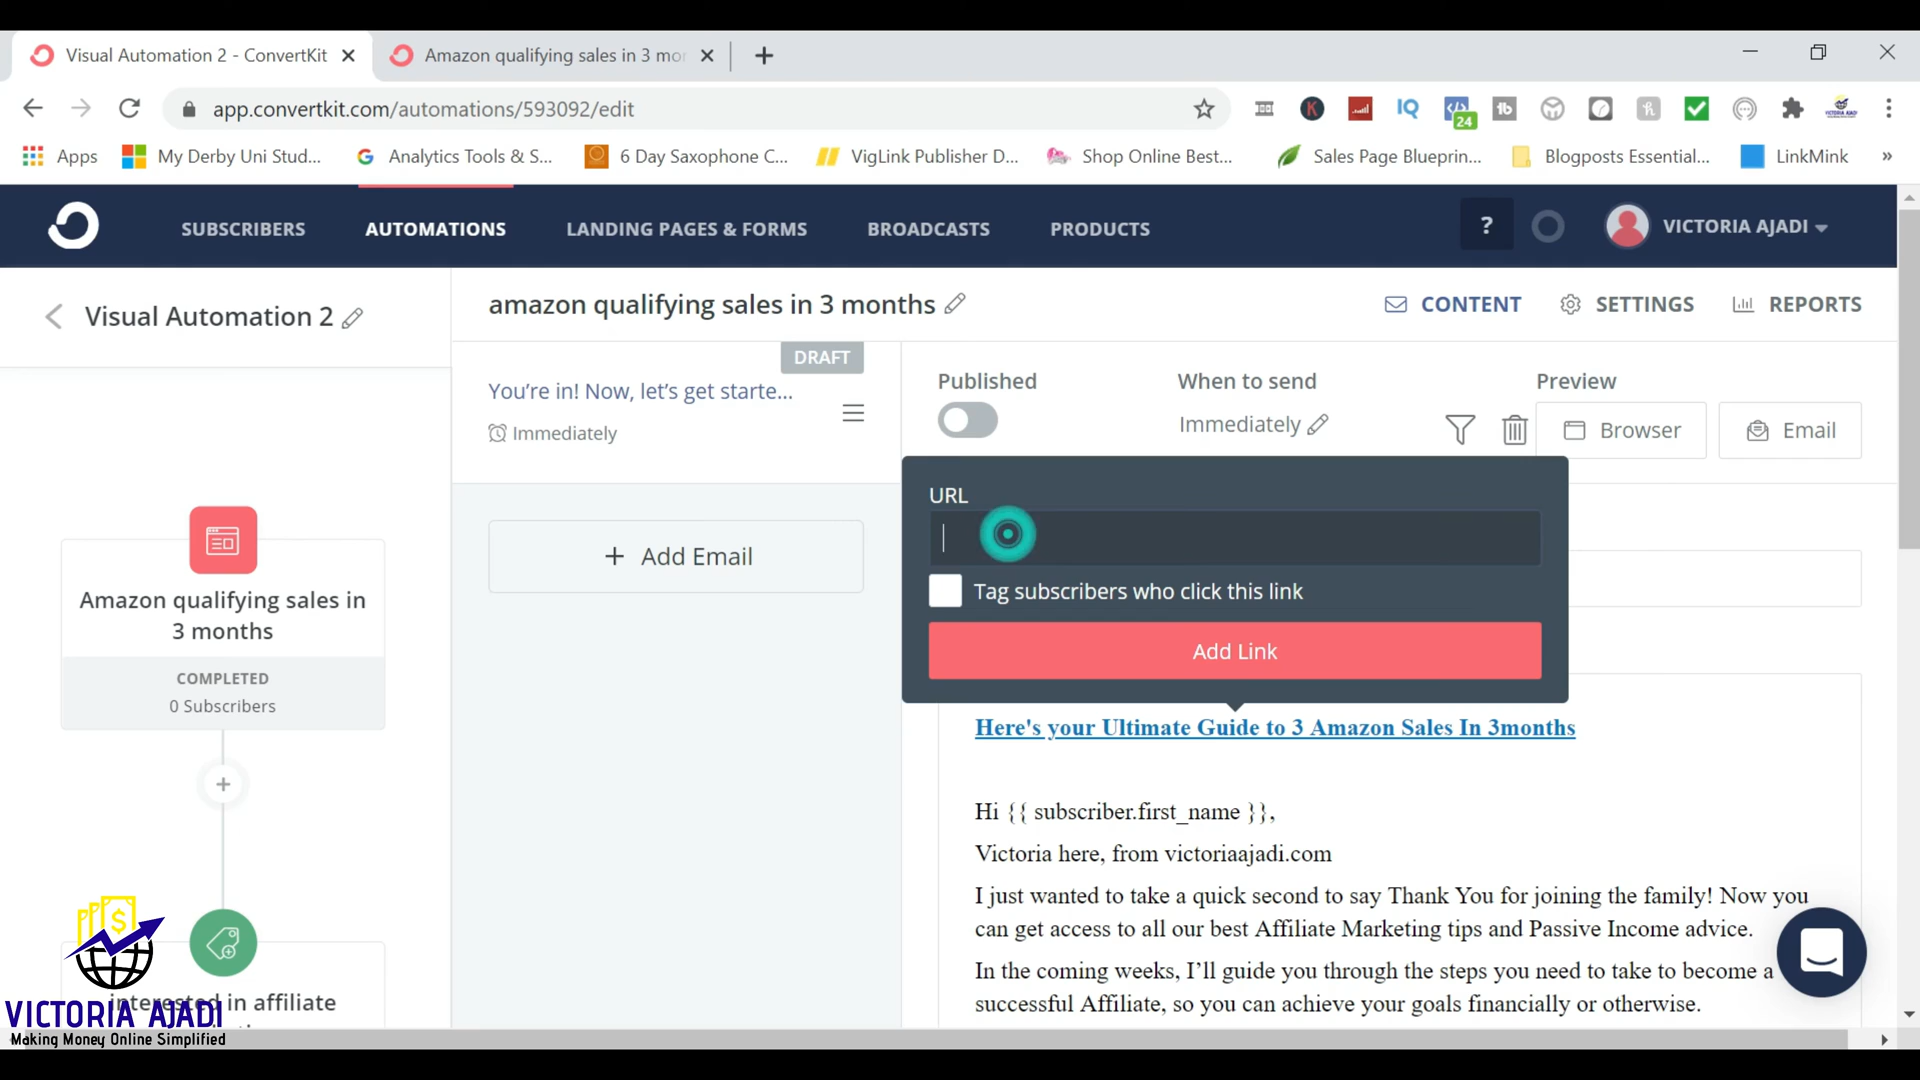 Visual Automation 2 - ConvertKit
Amazon qualifying sales in 3 mor
app.convertkit.com/automations/593092/edit
24
Apps
My Derby Uni Stud...
Analytics Tools & S...
6 Day Saxophone C...
VigLink Publisher D...
Shop Online Best...
Sales Page Blueprin...
Blogposts Essential...
LinkMink
SUBSCRIBERS
AUTOMATIONS
LANDING PAGES & FORMS
BROADCASTS
PRODUCTS
?
VICTORIA AJADI
Visual Automation 2
amazon qualifying sales in 3 months
CONTENT
SETTINGS
REPORTS
DRAFT
You’re in! Now, let’s get starte...
Immediately
Published
When to send
Immediately
Preview
Browser
Email
URL
Tag subscribers who click this link
Add Link
+ Add Email
Amazon qualifying sales in
3 months
COMPLETED
0 Subscribers
Here's your Ultimate Guide to 3 Amazon Sales In 3months
Hi {{ subscriber.first_name }},
Victoria here, from victoriaajadi.com
I just wanted to take a quick second to say Thank You for joining the family! Now you
can get access to all our best Affiliate Marketing tips and Passive Income advice.
In the coming weeks, I’ll guide you through the steps you need to take to become a
successful Affiliate, so you can achieve your goals financially or otherwise.
interested in affiliate
VICTORIA AJADI
Making Money Online Simplified